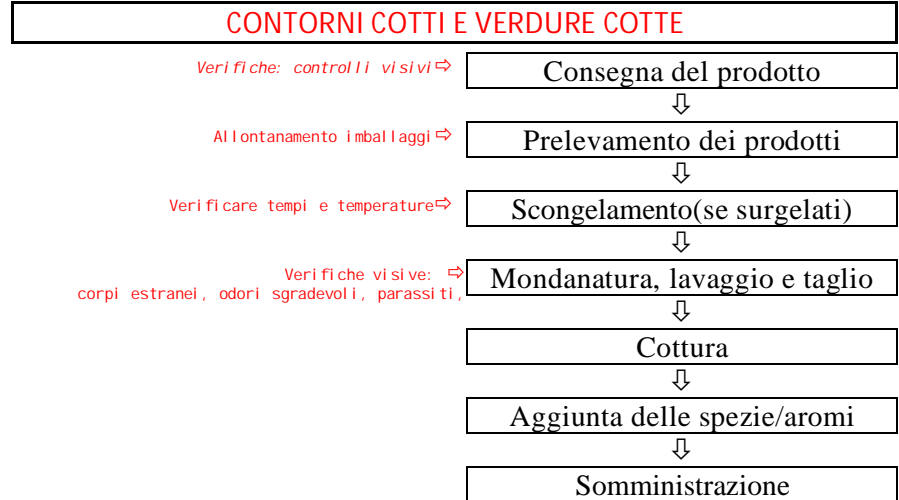 CONTORNI COTTI E VERDURE COTTE
Verifiche: controlli visivi⇨ Consegna del prodotto
⇩
Allontanamento imballaggi⇨ Prelevamento dei prodotti
⇩
Verificare tempi e temperature⇨ Scongelamento(se surgelati)
⇩
Verifiche visive: ⇨ Mondanatura, lavaggio e taglio
corpi estranei, odori sgradevoli, parassiti,
⇩
Cottura
⇩
Aggiunta delle spezie/aromi
⇩
Somministrazione